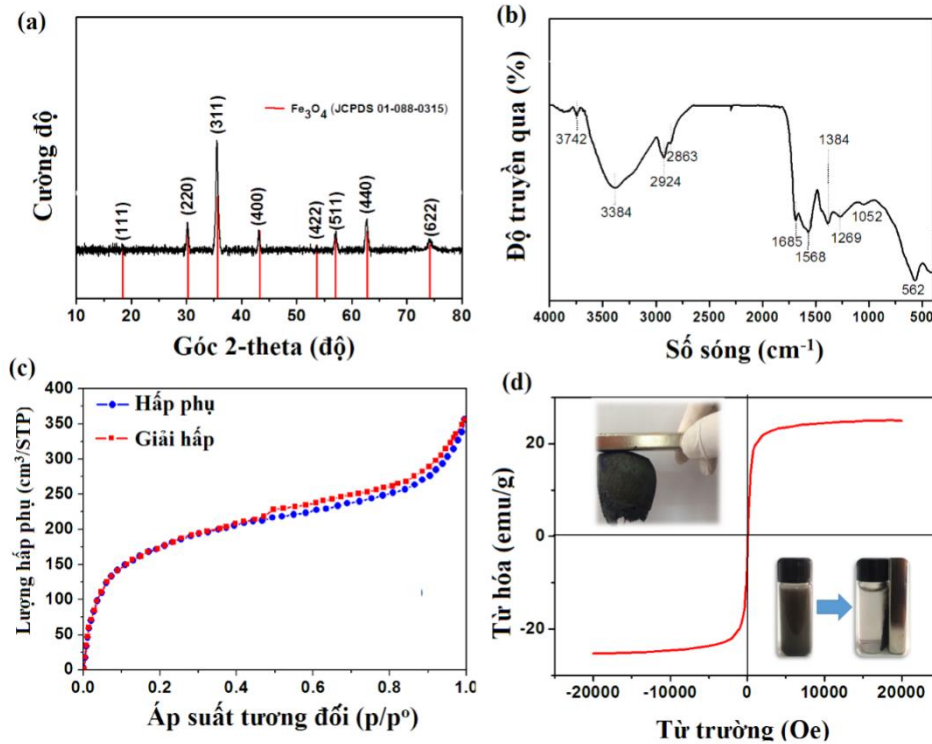 (a)
Cường độ
Fe3O4 (JCPDS 01-088-0315)
(111)
(220)
(311)
(400)
(422)
(511)
(440)
(622)
10 20 30 40 50 60 70 80
Góc 2-theta (độ)
(b)
Độ truyền qua (%)
3742
3384
2924
2863
1685
1568
1384
1269
1052
562
4000 3500 3000 2500 2000 1500 1000 500
Số sóng (cm-1)
(c)
Lượng hấp phụ (cm3/STP)
400
350
300
250
200
150
100
50
0
Hấp phụ
Giải hấp
0.0 0.2 0.4 0.6 0.8 1.0
Áp suất tương đối (p/po)
(d)
Từ hóa (emu/g)
20
0
-20
-20000 -10000 0 10000 20000
Từ trường (Oe)